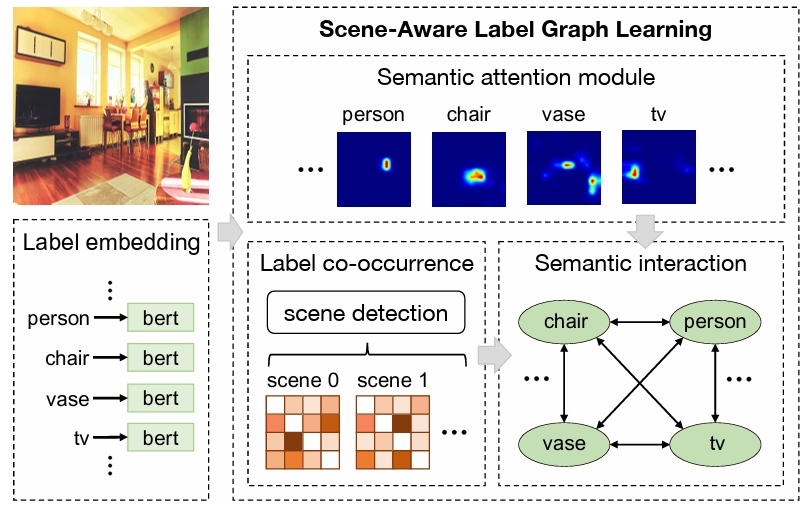 Scene-Aware Label Graph Learning
Semantic attention module
person chair vase tv
... ...
Label embedding
...
person bert
chair bert
vase bert
tv bert
...
Label co-occurrence
scene detection
scene 0 scene 1
...
Semantic interaction
chair person
... ...
vase tv